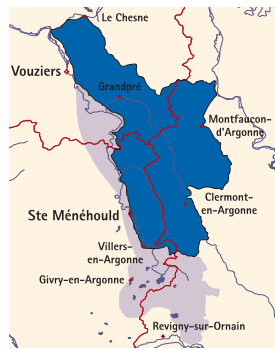 Le Chesne
Vouziers
Grandpré
Montfaucon-
d'Argonne
Clermont-
en-Argonne
Ste Ménéhould
Villers-
en-Argonne
Givry-en-Argonne
Revigny-sur-Ornain